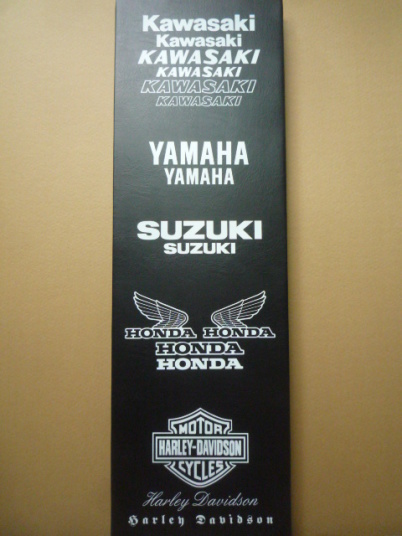 Kawasaki
Kawasaki
KAWASAKI
KAWASAKI
KAWASAKI
KAWASAKI
YAMAHA
YAMAHA
SUZUKI
SUZUKI
HONDA HONDA
HONDA
HONDA
MOTOR
HARLEY-DAVIDSON
CYCLES
Harley Davidson
Harley Davidson